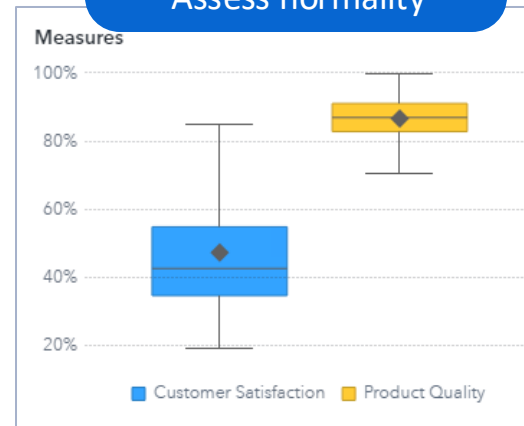 Assess normality
Measures
100%
80%
60%
40%
20%
Customer Satisfaction Product Quality